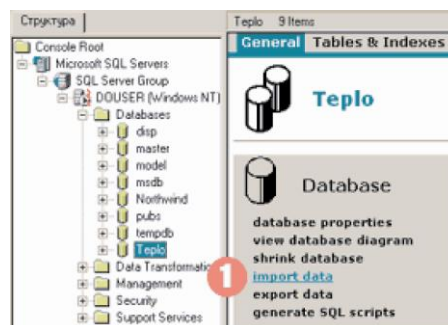 Структура
Console Root
Microsoft SQL Servers
SQL Server Group
DOUSER (Windows NT)
Databases
disp
master
model
msdb
Northwind
pubs
tempdb
Teplo
Data Transformatio
Management
Security
Support Services
Teplo 9 Items
General Tables & Indexes
Teplo
Database
database properties
view database diagram
shrink database
1
import data
export data
generate SQL scripts